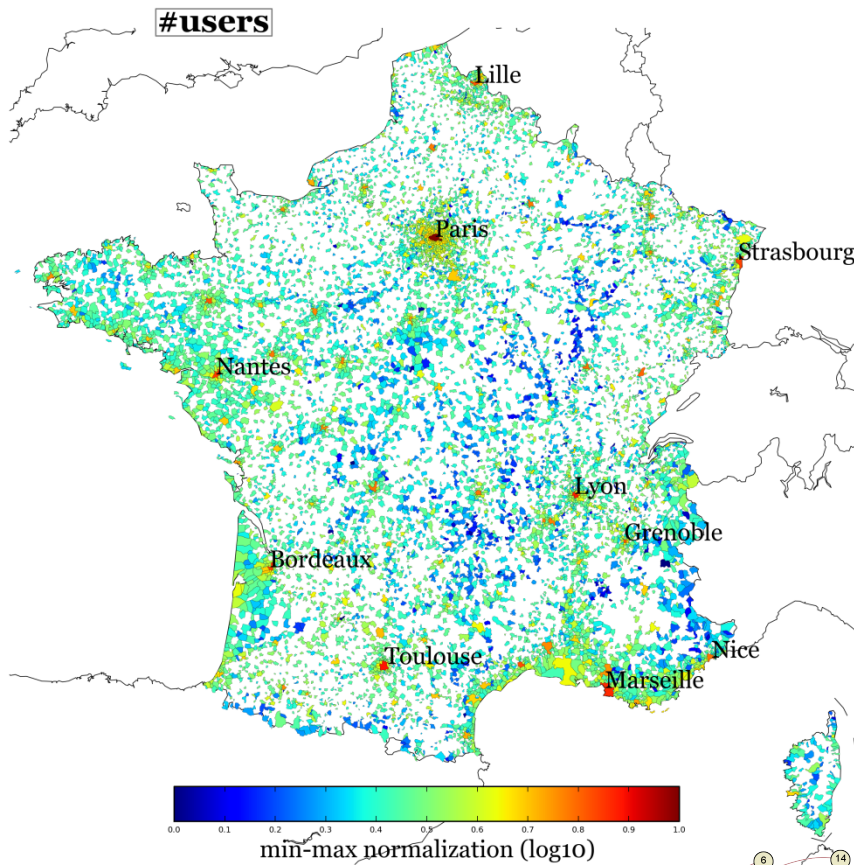 #users
Lille
Paris
Strasbourg
Nantes
Lyon
Grenoble
Bordeaux
Nice
Toulouse
Marseille
0.0 0.1 0.2 0.3 0.4 0.5 0.6 0.7 0.8 0.9 1.0
min-max normalization (log10)
6 14